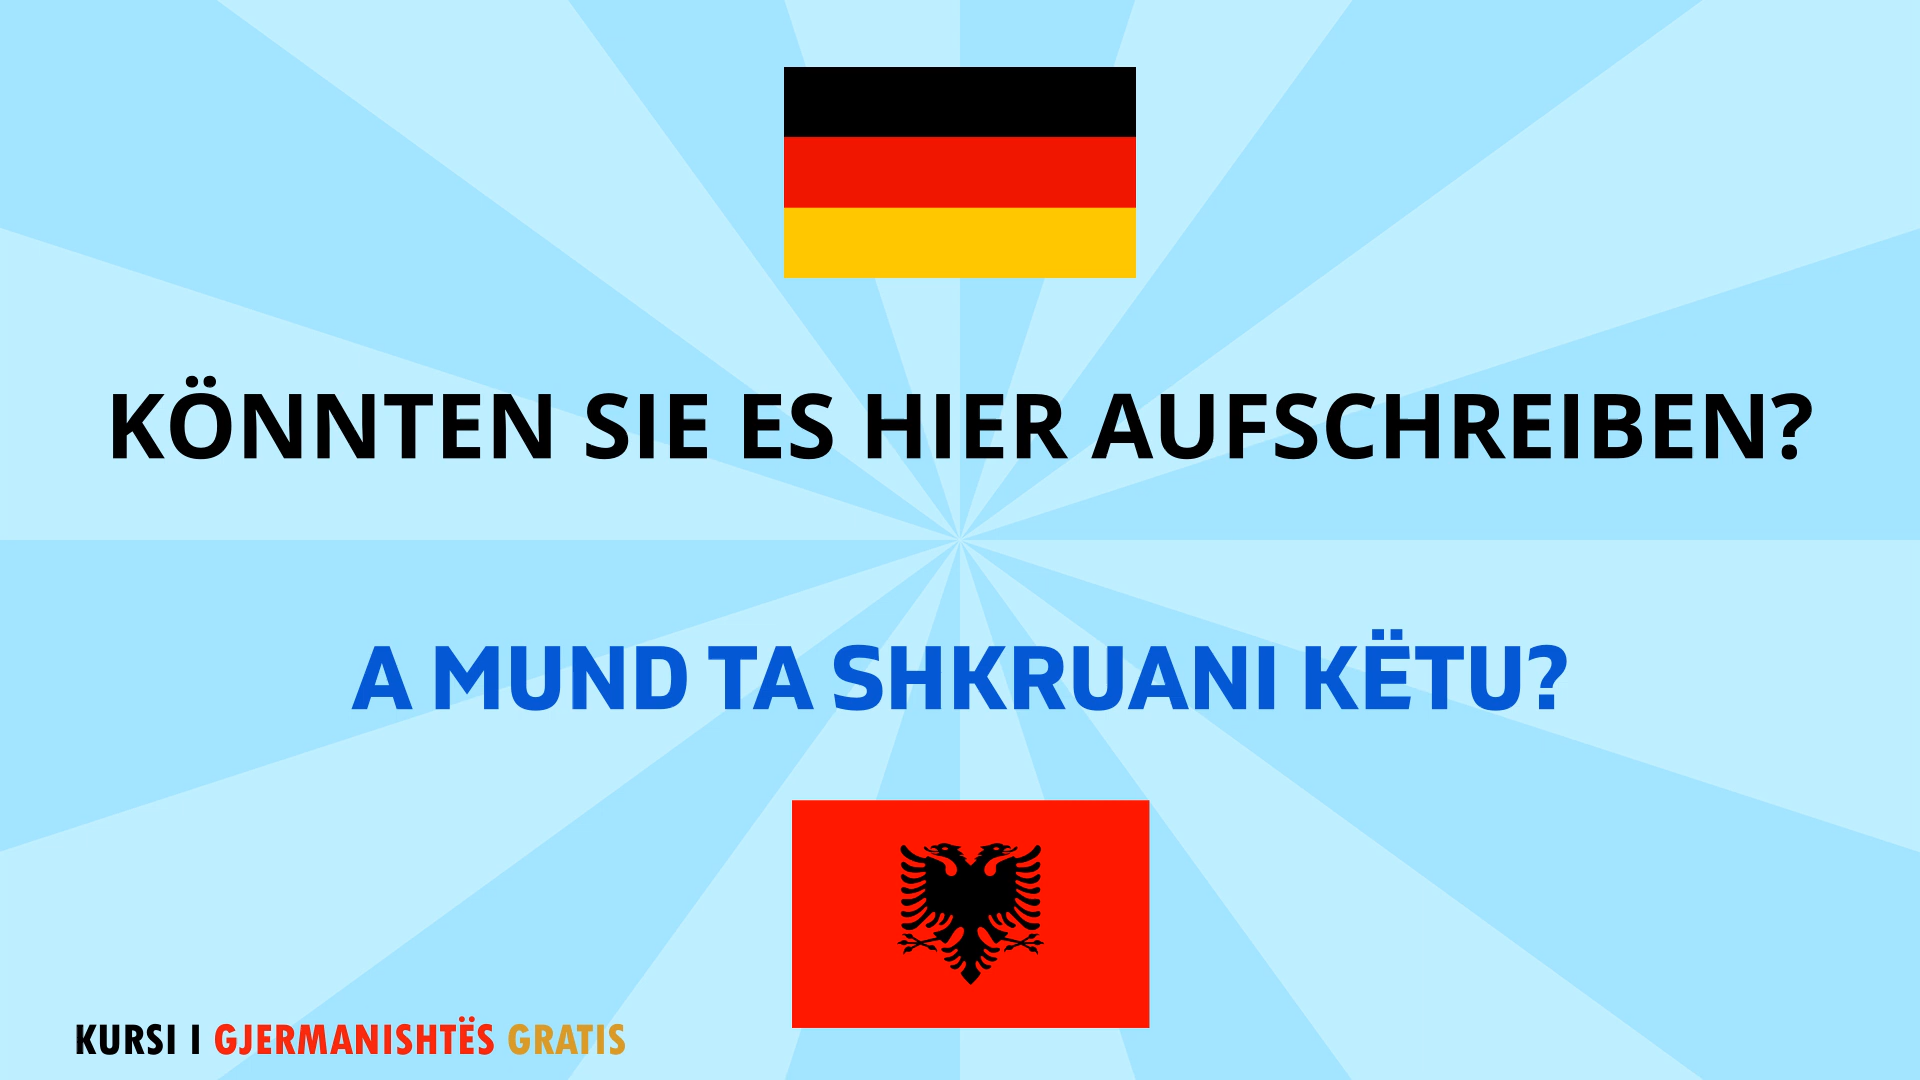 KÖNNTEN SIE ES HIER AUFSCHREIBEN?
A MUND TA SHKRUANI KËTU?
KURSI I GJERMANISHTËS GRATIS